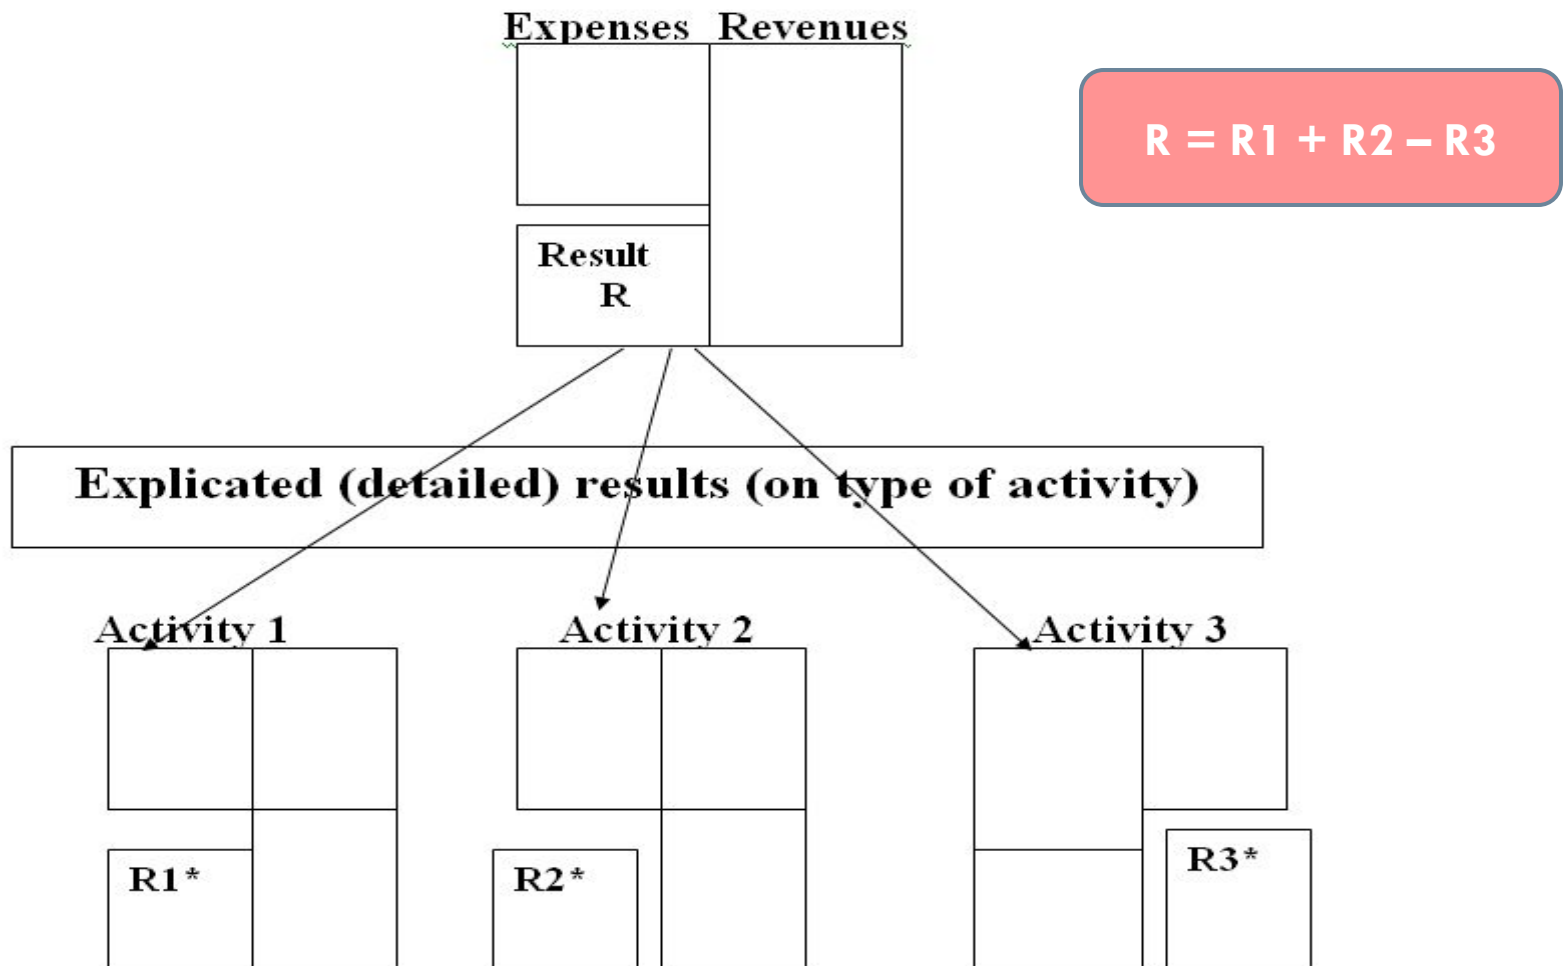 Expenses Revenues
R = R1 + R2 – R3
Result
R
Explicated (detailed) results (on type of activity)
Activity 1
Activity 2
Activity 3
R1*
R2*
R3*